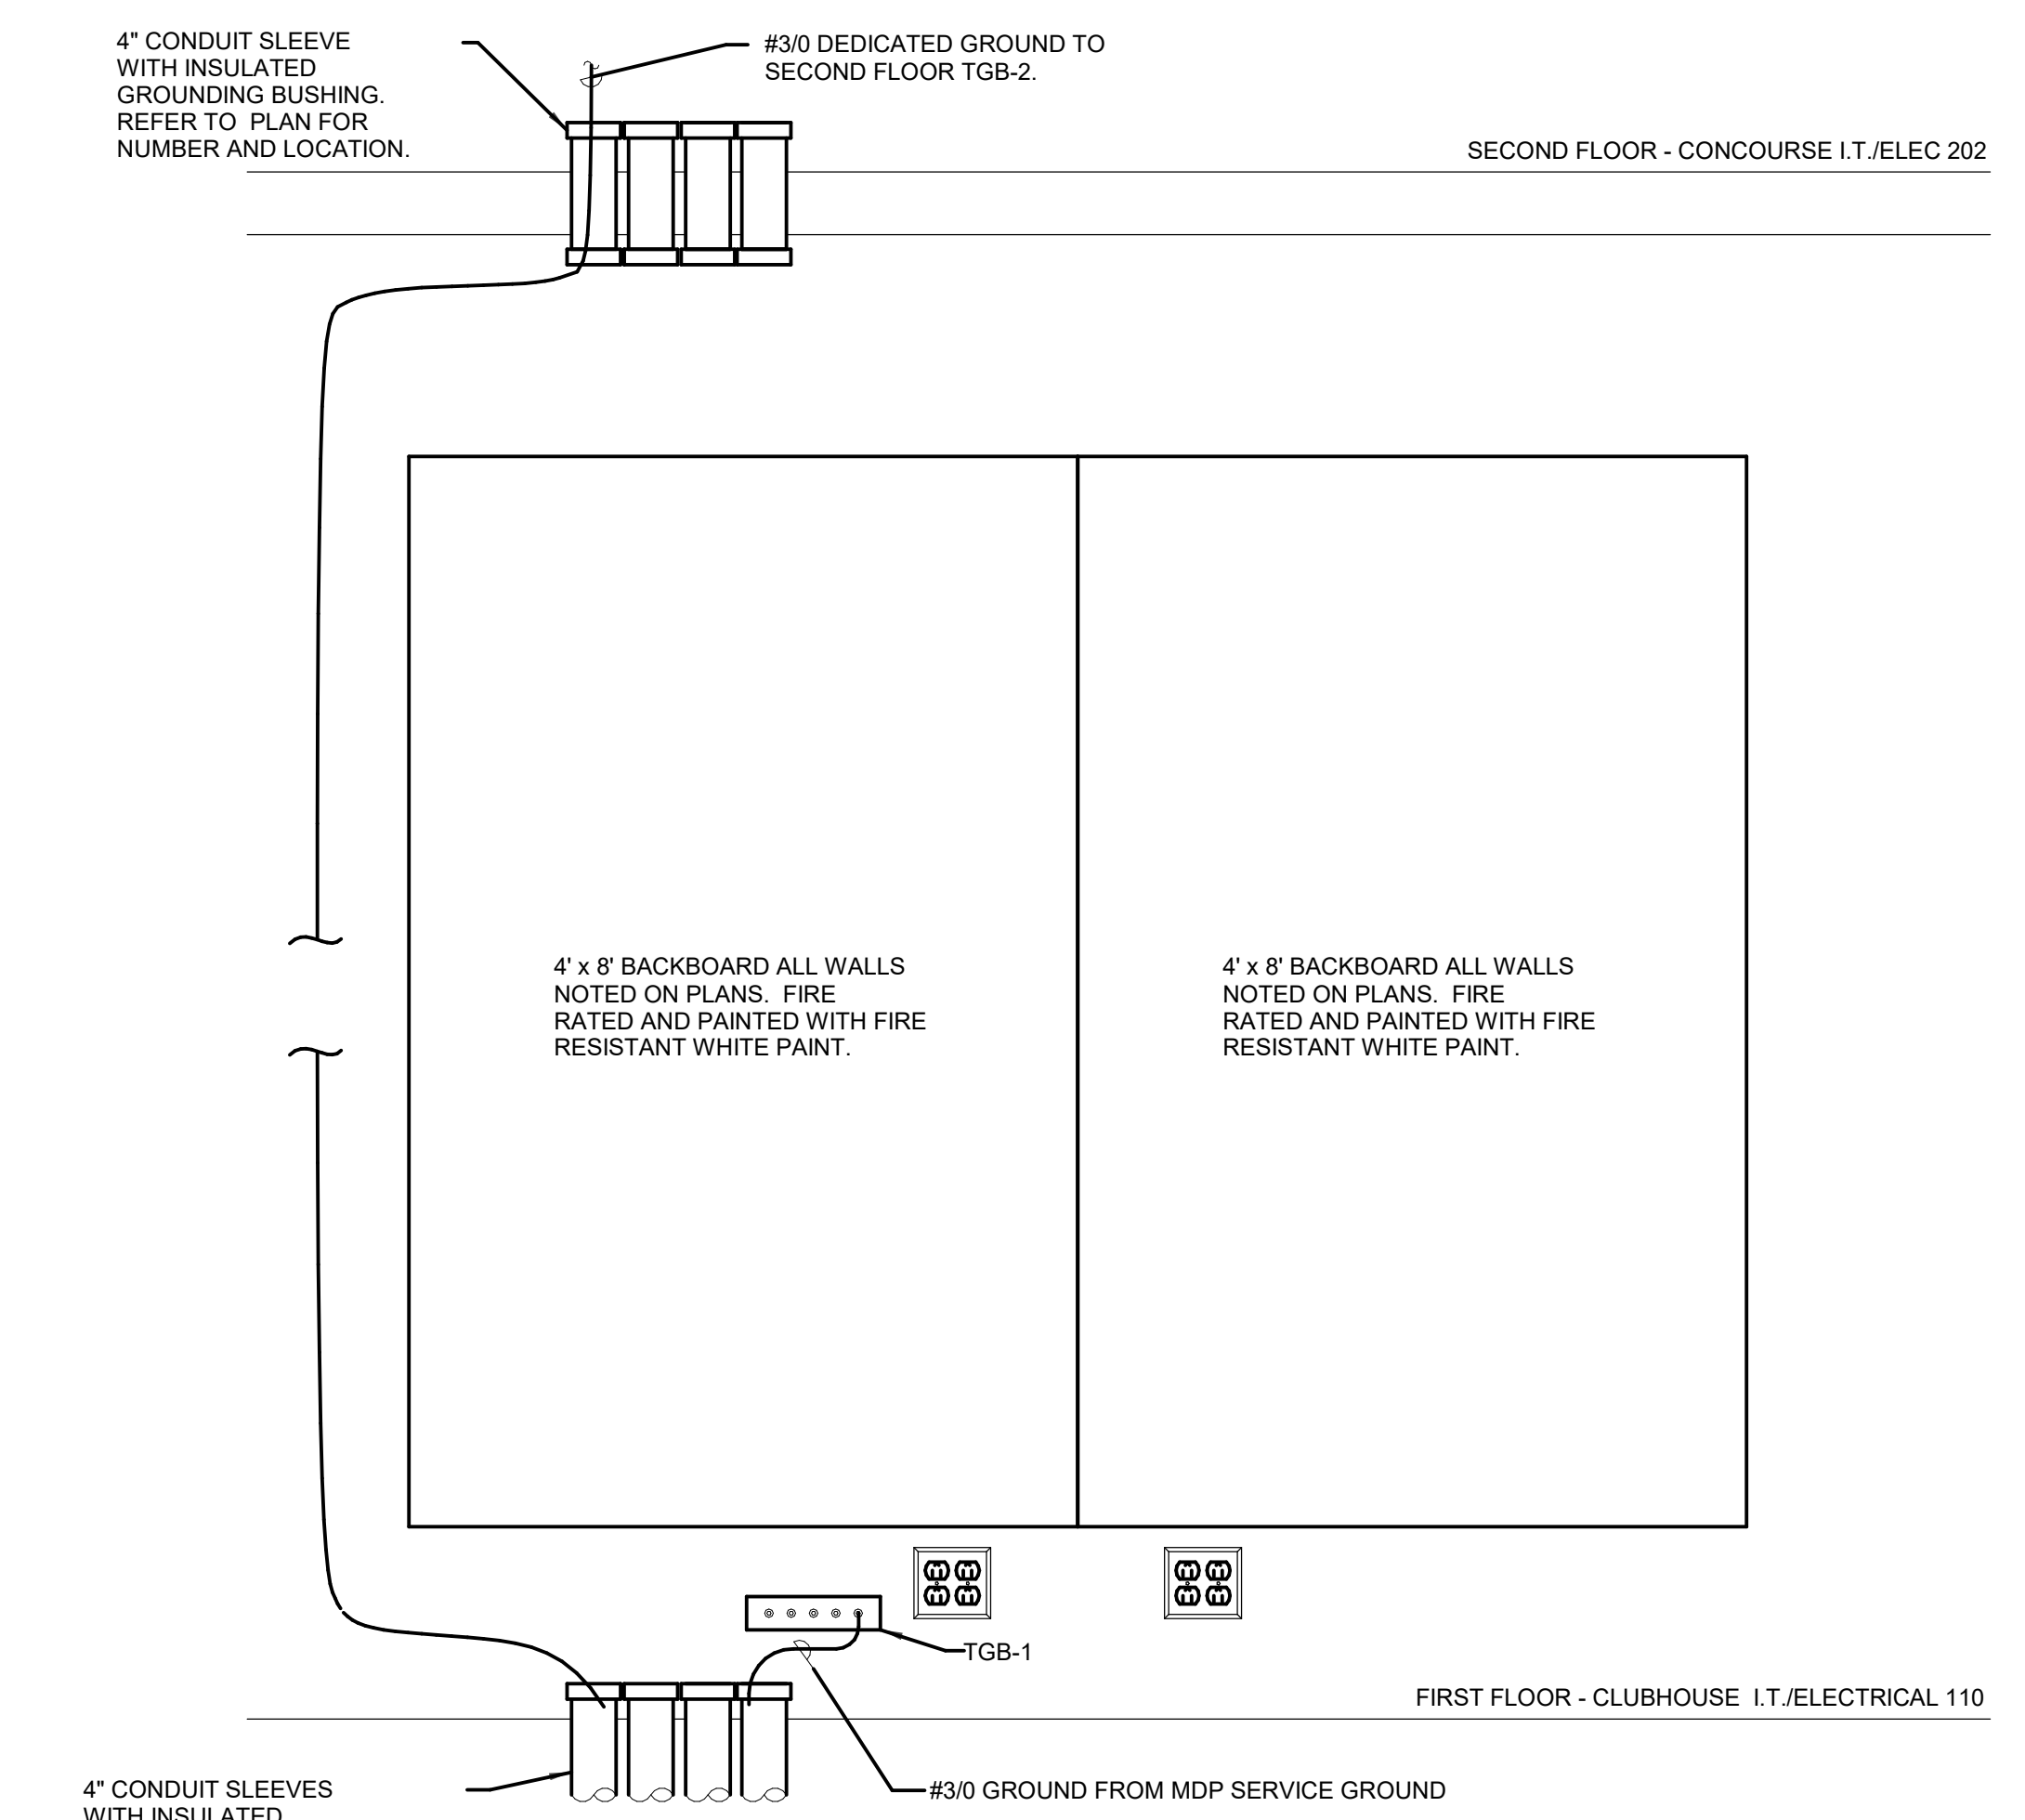 4" CONDUIT SLEEVE
WITH INSULATED
GROUNDING BUSHING.
REFER TO PLAN FOR
NUMBER AND LOCATION.
#3/0 DEDICATED GROUND TO
SECOND FLOOR TGB-2.
SECOND FLOOR - CONCOURSE I.T./ELEC 202
4' x 8' BACKBOARD ALL WALLS
NOTED ON PLANS. FIRE
RATED AND PAINTED WITH FIRE
RESISTANT WHITE PAINT.
4' x 8' BACKBOARD ALL WALLS
NOTED ON PLANS. FIRE
RATED AND PAINTED WITH FIRE
RESISTANT WHITE PAINT.
TGB-1
FIRST FLOOR - CLUBHOUSE I.T./ELECTRICAL 110
#3/0 GROUND FROM MDP SERVICE GROUND
4" CONDUIT SLEEVES
WITH INSULATED